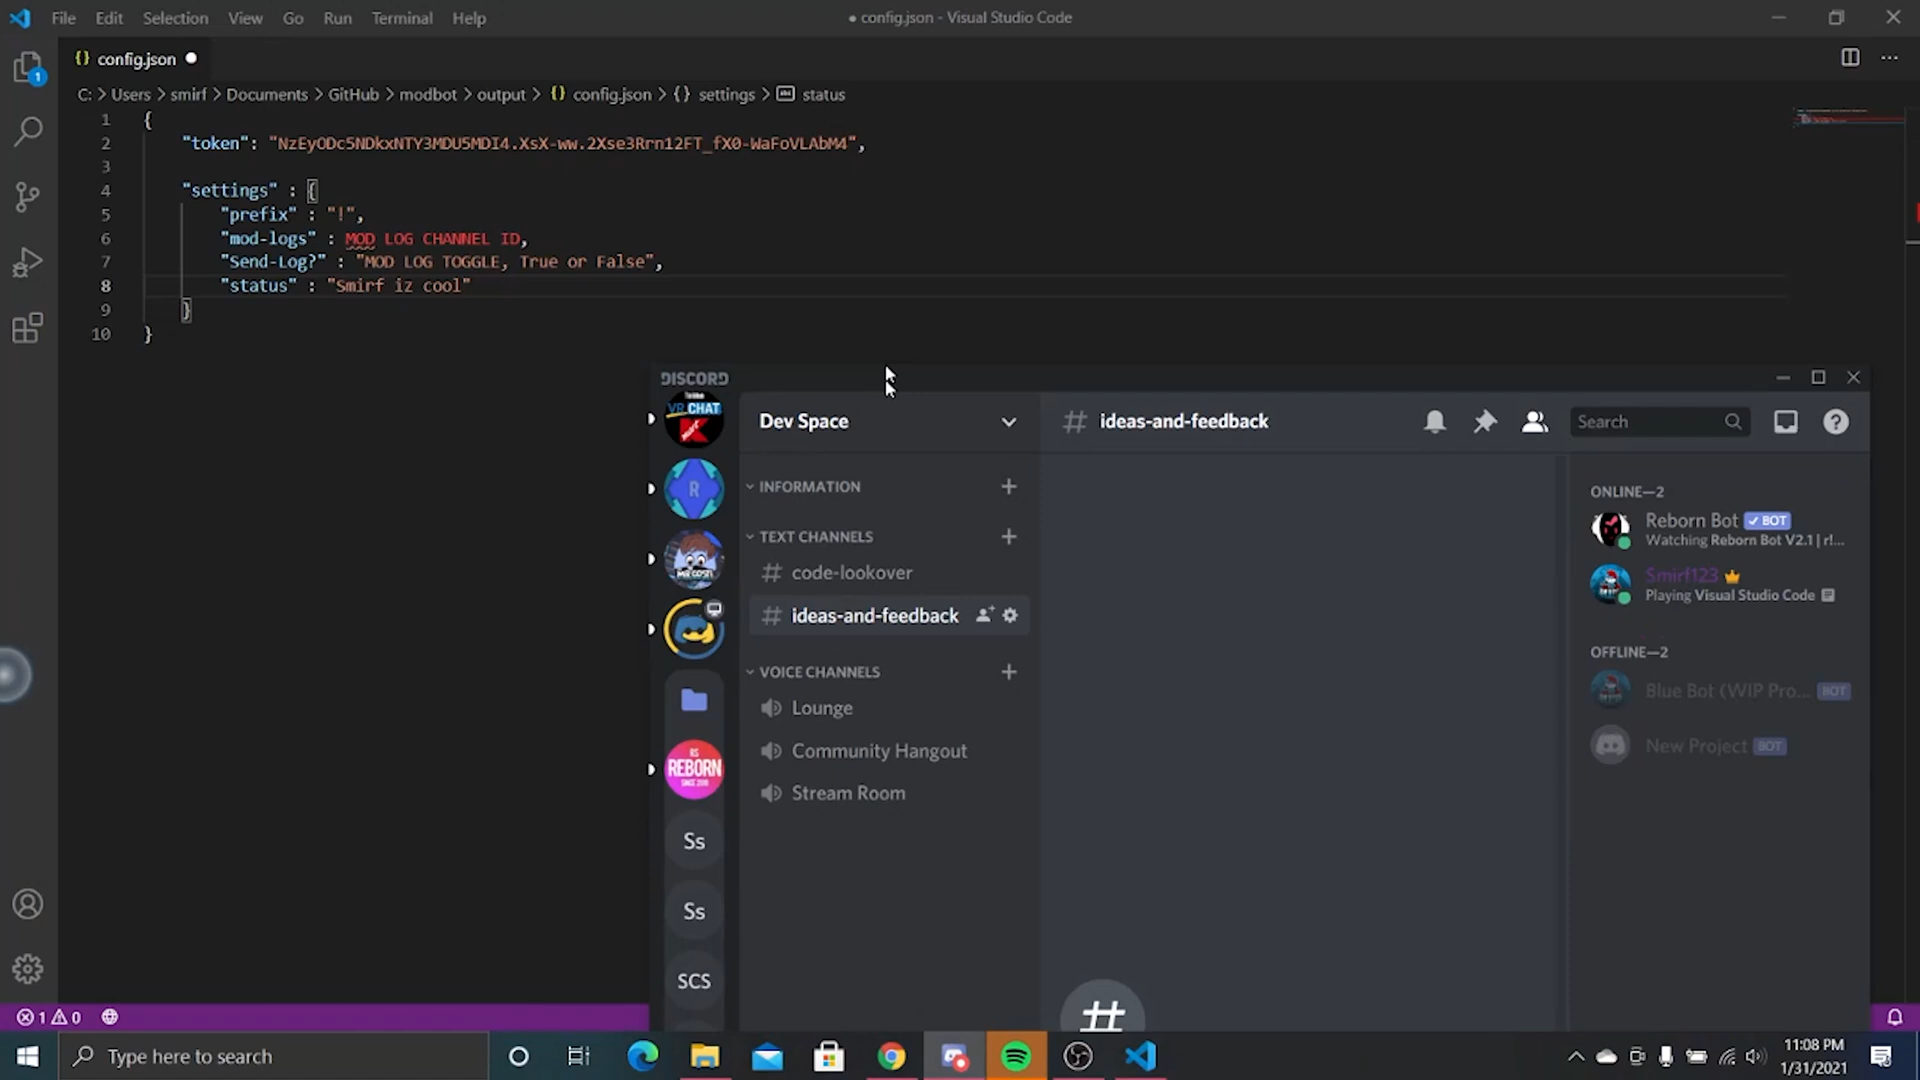 File Edit Selection View Go Run Terminal Help
● config.json - Visual Studio Code
{} config.json ●
C: > Users > smirf > Documents > GitHub > modbot > output > {} config.json > {} settings > status
1 {
2 "token": "NzEyODc5NDkxNTY3MDU5MDI4.XsX-ww.2Xse3Rrn12FT_fX0-WaFoVLAbM4",
3
4 "settings" : {
5 "prefix" : "!",
6 "mod-logs" : MOD LOG CHANNEL ID,
7 "Send-Log?" : "MOD LOG TOGGLE, True or False",
8 "status" : "Smirf iz cool"
9 }
10 }
1
DISCORD
VR CHAT
Dev Space
# ideas-and-feedback
Search
INFORMATION
TEXT CHANNELS
# code-lookover
# ideas-and-feedback
VOICE CHANNELS
Lounge
Community Hangout
Stream Room
R
RS
REBORN
Ss
Ss
SCS
#
ONLINE—2
Reborn Bot ✓ BOT
Watching Reborn Bot V2.1 | r!...
Smirf123
Playing Visual Studio Code
OFFLINE—2
Blue Bot (WIP Pro... BOT
New Project BOT
1 0
Type here to search
11:08 PM
1/31/2021